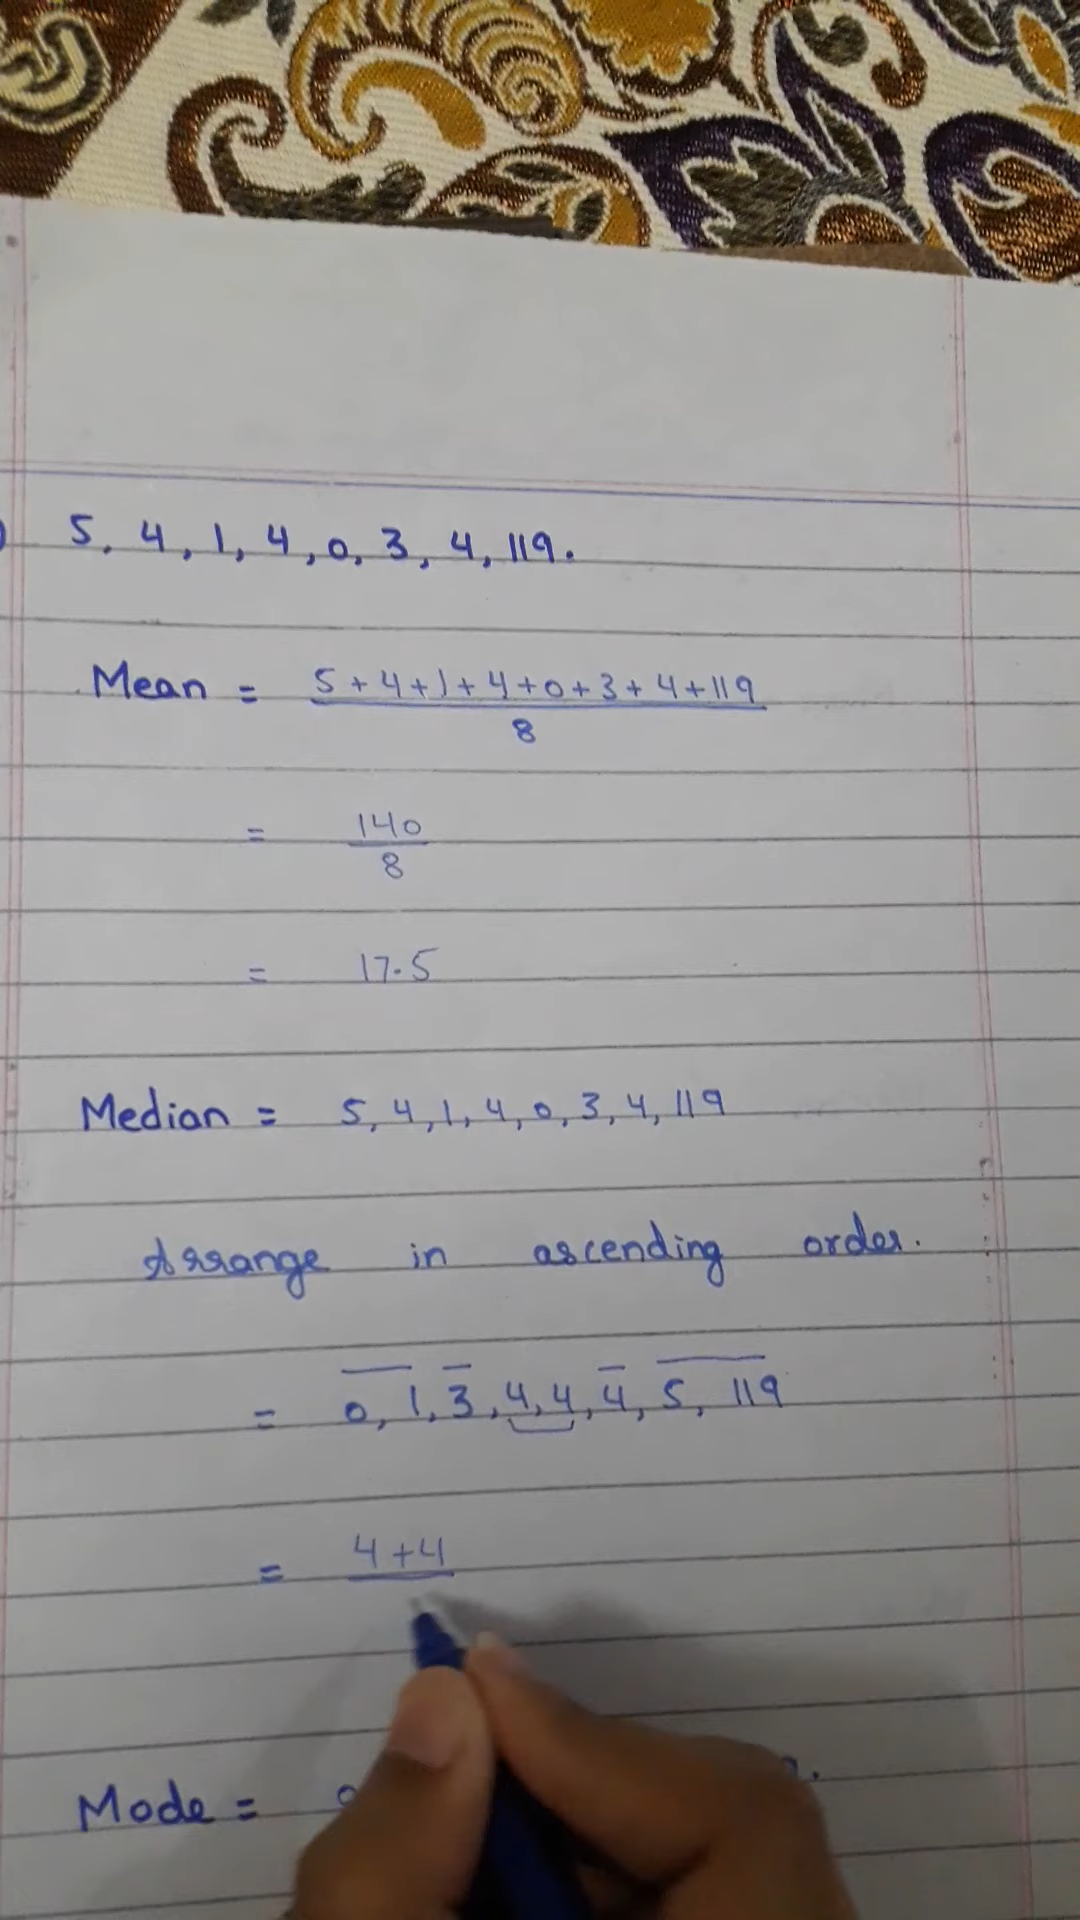 5, 4, 1, 4, 0, 3, 4, 119.
Mean = 5+4+1+4+0+3+4+119
8
= 140
8
= 17.5
Median = 5, 4, 1, 4, 0, 3, 4, 119
Arrange in ascending order.
= 0, 1, 3, 4, 4, 4, 5, 119
= 4+4
Mode =